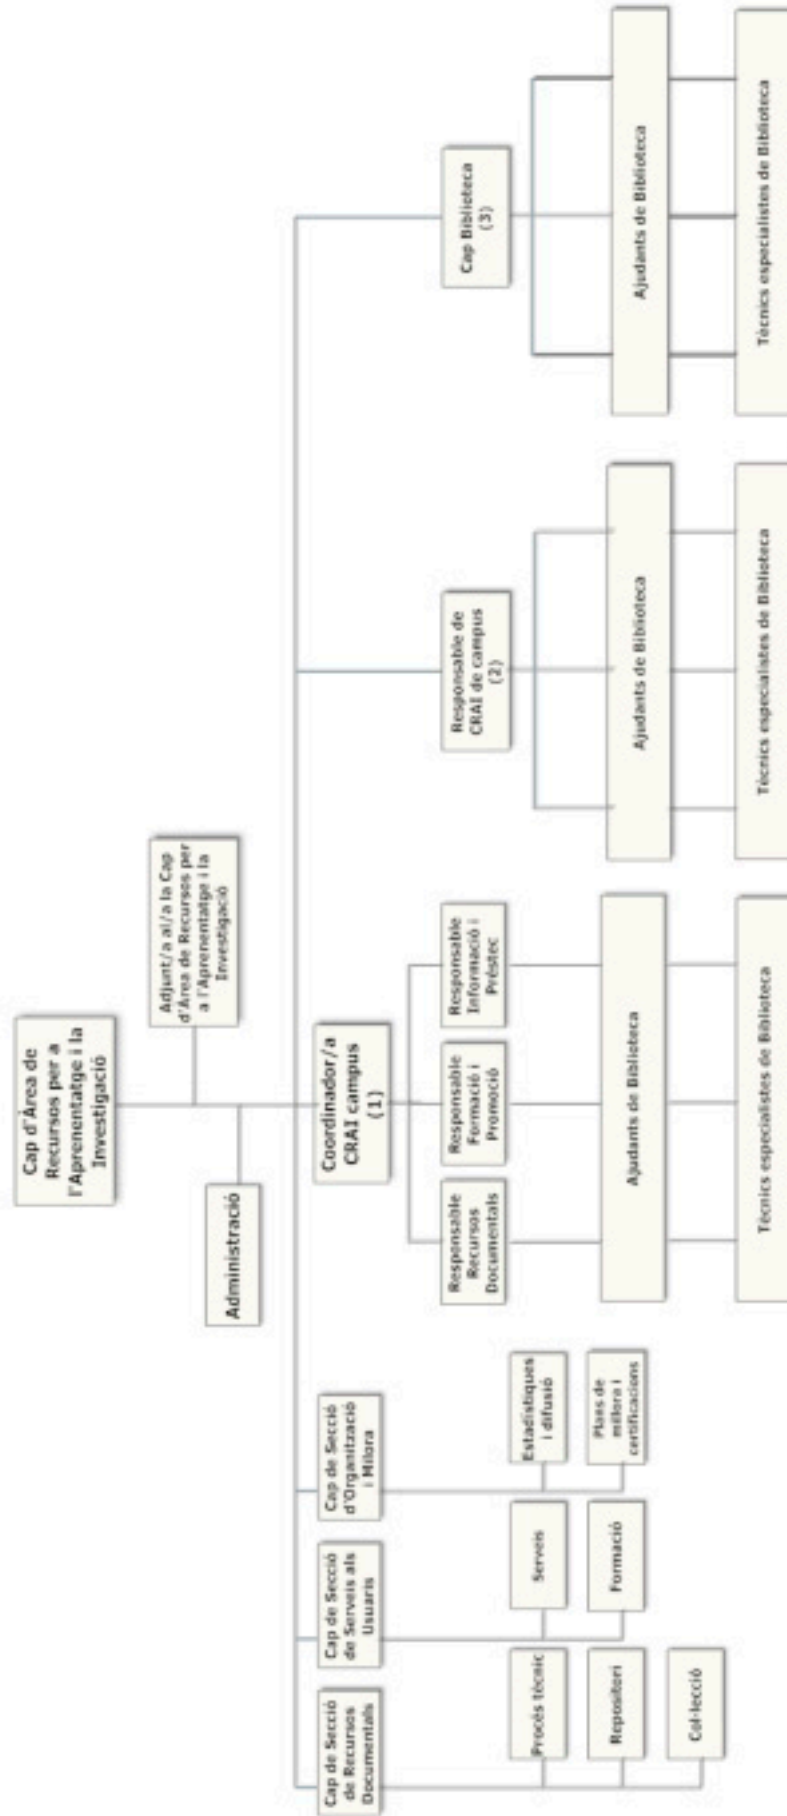 Cap d'Àrea de
Recursos per a
l'Aprenentatge i la
Investigació
Adjunt/a al/a la Cap
d'Àrea de Recursos per
a l'Aprenentatge i la
Investigació
Administració
Cap de Secció
de Recursos
Documentals
Cap de Secció
de Serveis als
Usuaris
Cap de Secció
d'Organització
i Millora
Coordinador/a
CRAI campus
(1)
Responsable de
CRAI de campus
(2)
Cap Biblioteca
(3)
Responsable
Recursos
Documentals
Responsable
Formació i
Promoció
Responsable
Informació i
Préstec
Procés tècnic
Repositori
Col·lecció
Serveis
Formació
Estadístiques
i difusió
Plans de
millora i
certificacions
Ajudants de Biblioteca
Ajudants de Biblioteca
Ajudants de Biblioteca
Tècnics especialistes de Biblioteca
Tècnics especialistes de Biblioteca
Tècnics especialistes de Biblioteca